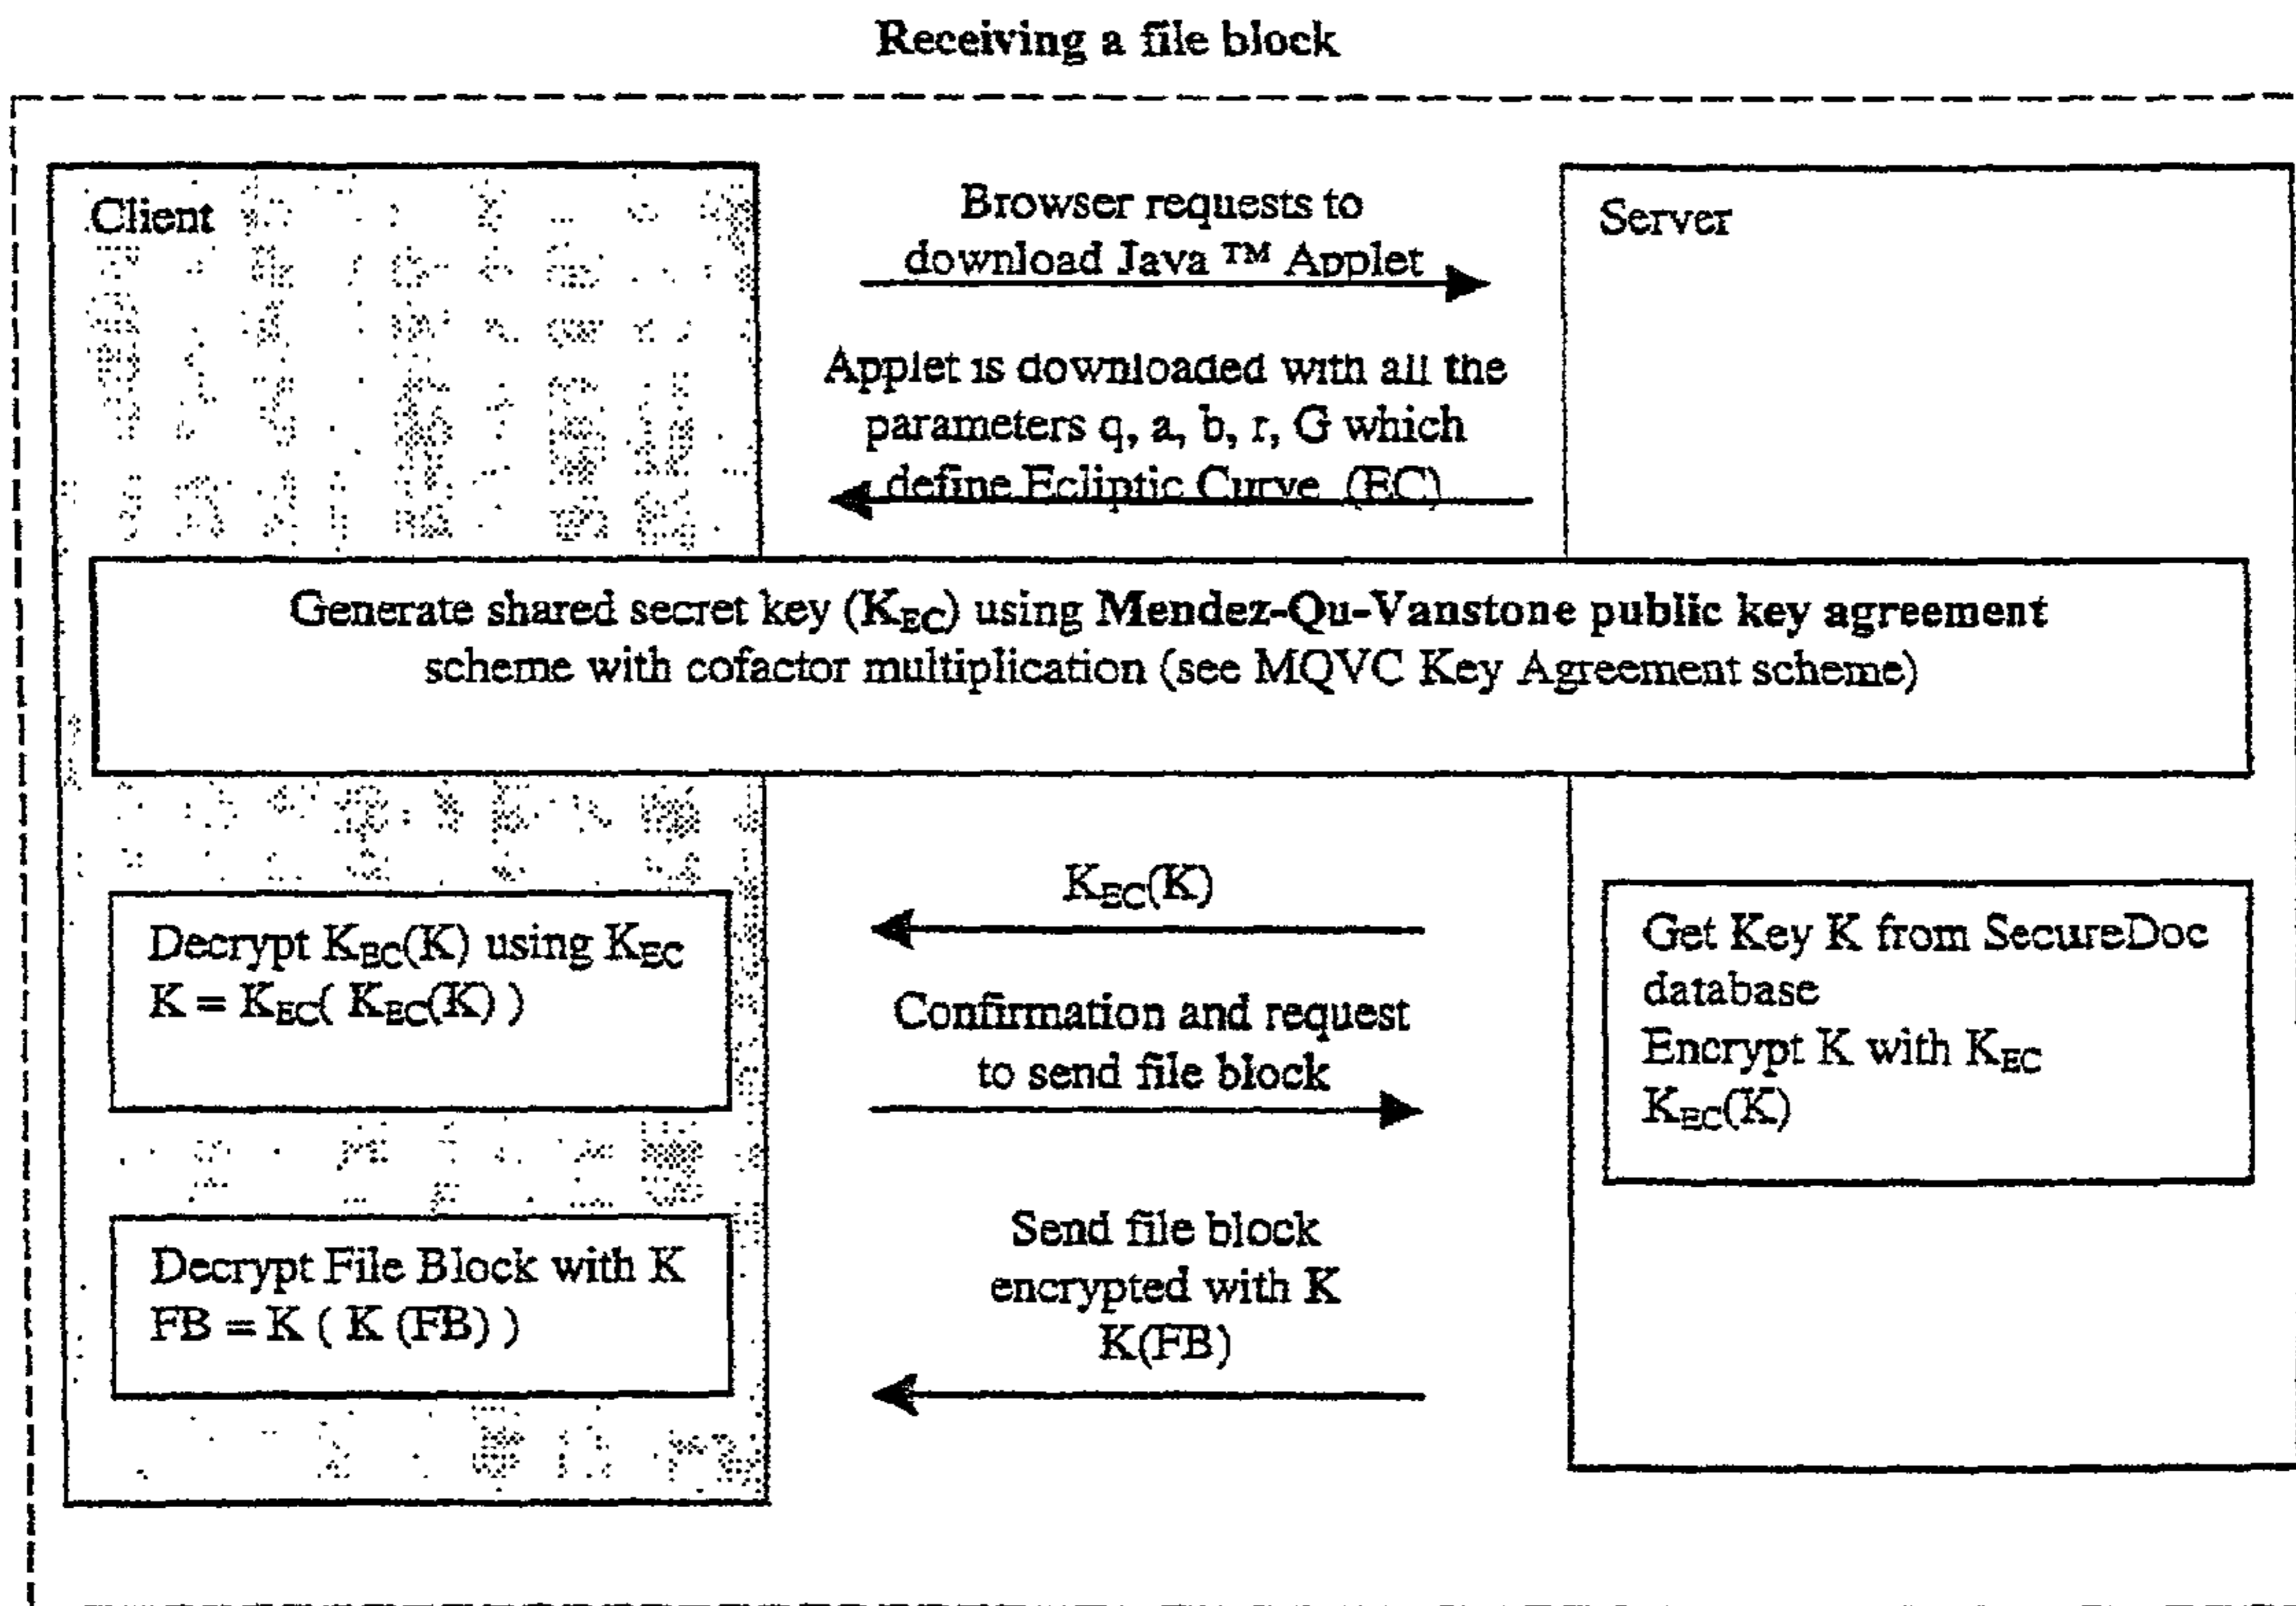 Receiving a file block
Client
Browser requests to
download Java ™ Applet
Server
Applet is downloaded with all the
parameters q, a, b, r, G which
define Ecliptic Curve (EC)
Generate shared secret key (KEC) using Mendez-Qu-Vanstone public key agreement
scheme with cofactor multiplication (see MQVC Key Agreement scheme)
KEC(K)
Decrypt KEC(K) using KEC
K = KEC( KEC(K) )
Confirmation and request
to send file block
Get Key K from SecureDoc
database
Encrypt K with KEC
KEC(K)
Decrypt File Block with K
FB = K ( K (FB) )
Send file block
encrypted with K
K(FB)